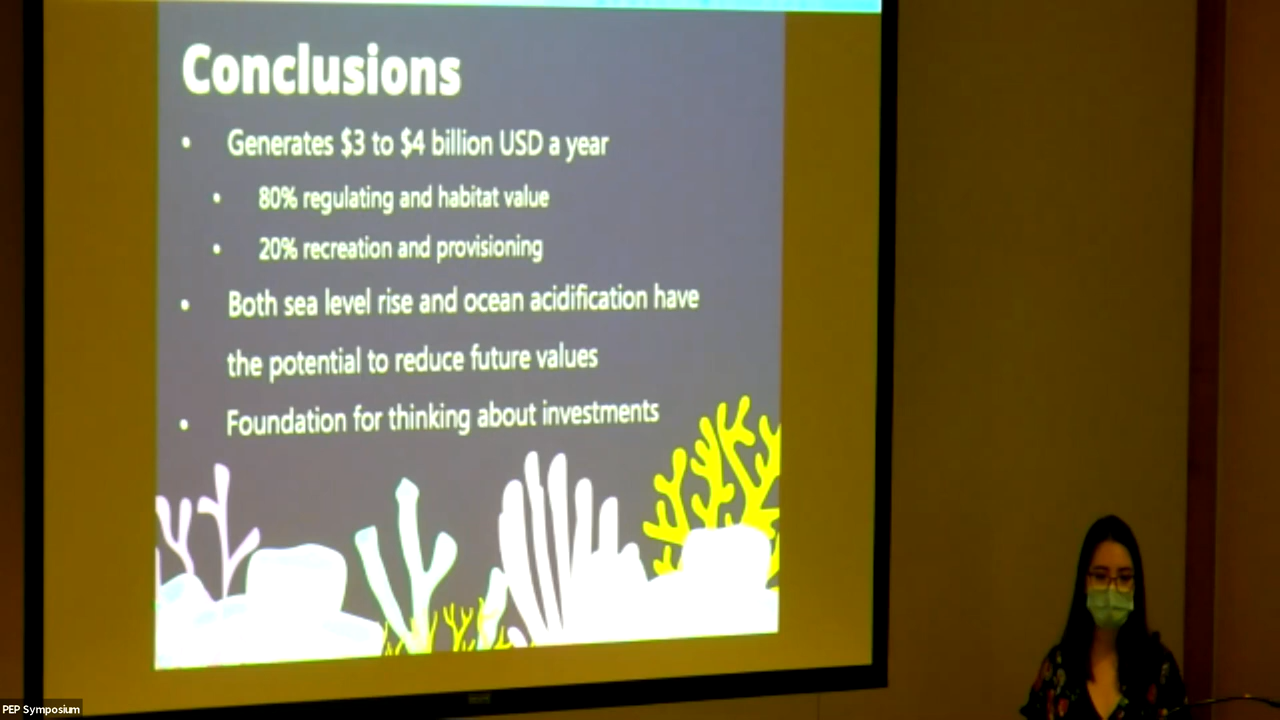 Conclusions
• Generates $3 to $4 billion USD a year
• 80% regulating and habitat value
• 20% recreation and provisioning
• Both sea level rise and ocean acidification have
the potential to reduce future values
• Foundation for thinking about investments
PEP Symposium